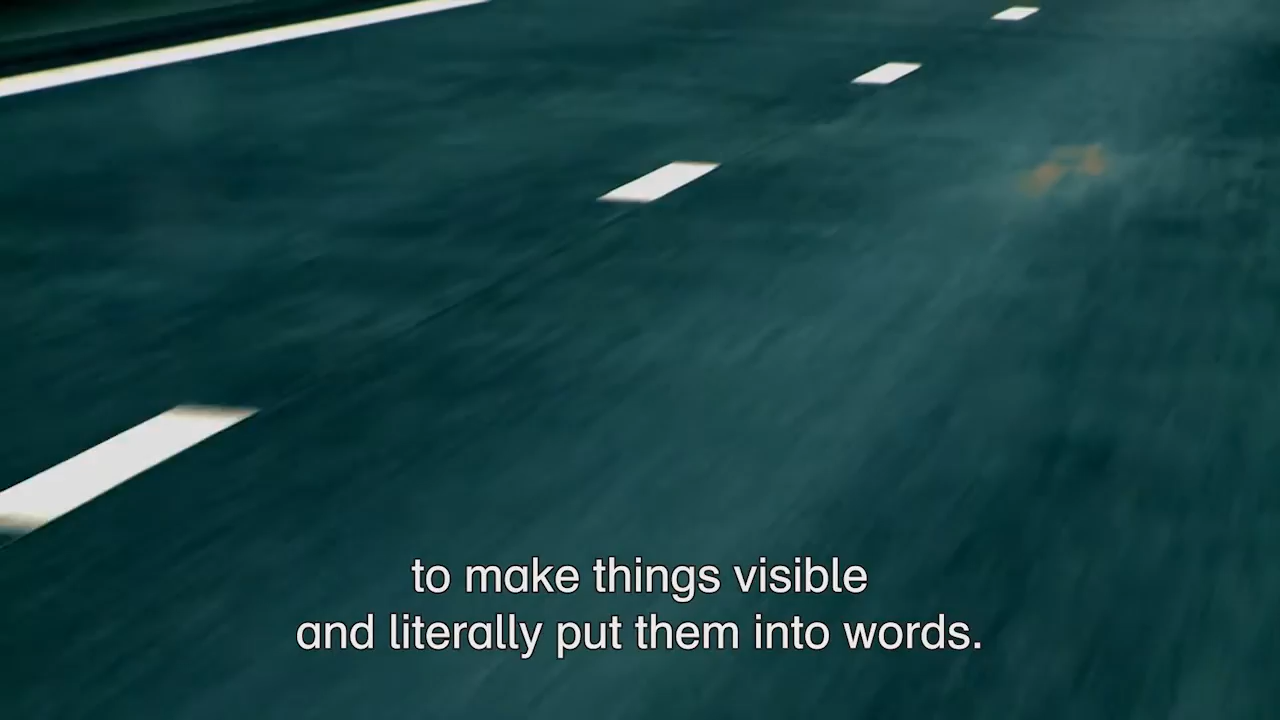 to make things visible
and literally put them into words.